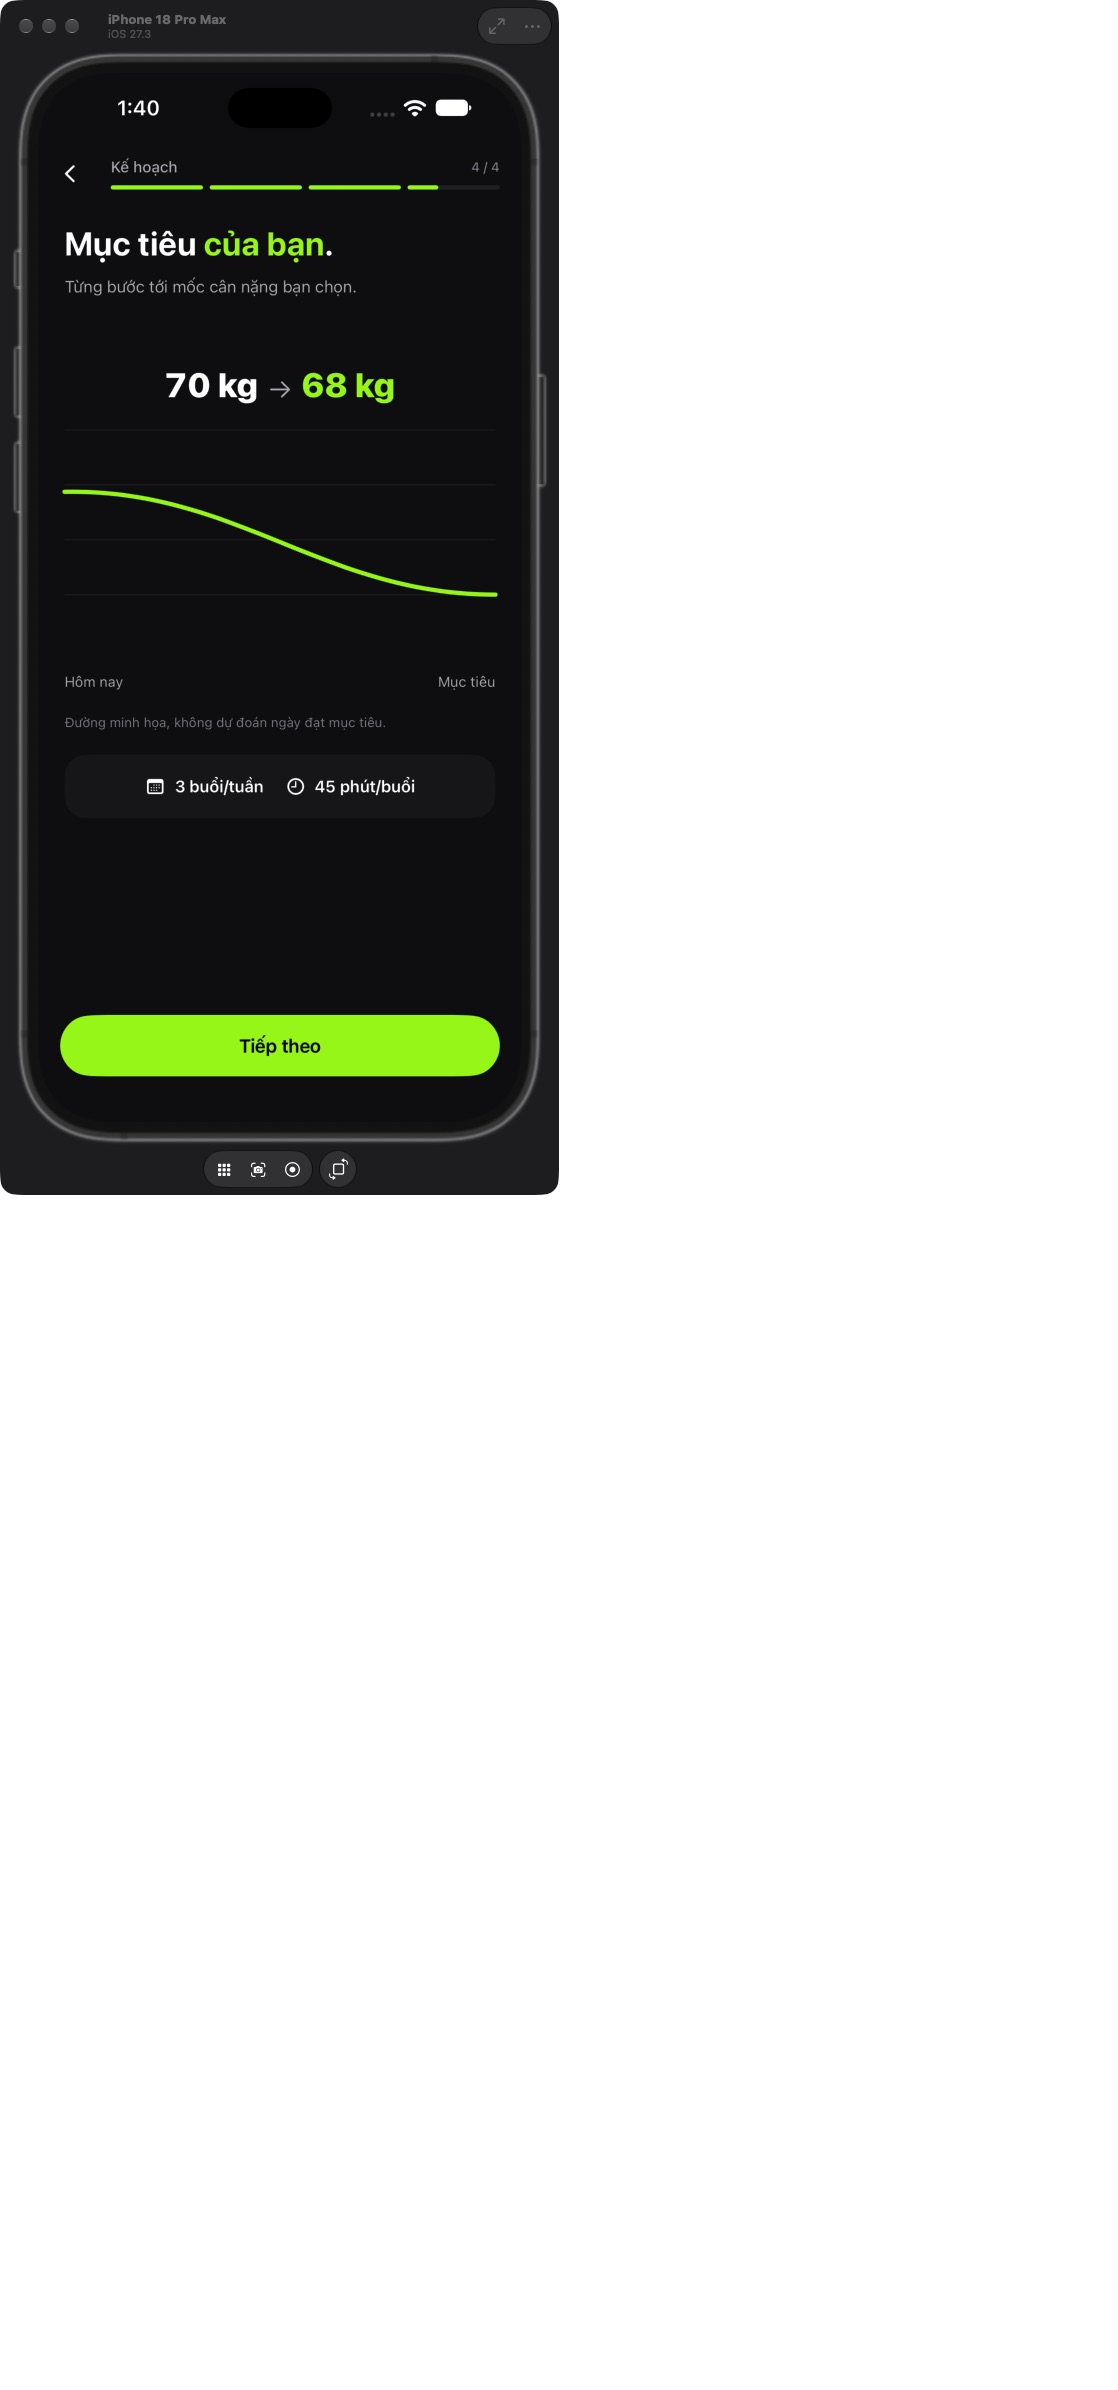 iPhone 18 Pro Max
iOS 27.3
1:40
Kế hoạch
4 / 4
Mục tiêu của bạn.
Từng bước tới mốc cân nặng bạn chọn.
70 kg → 68 kg
Hôm nay
Mục tiêu
Đường minh họa, không dự đoán ngày đạt mục tiêu.
3 buổi/tuần 45 phút/buổi
Tiếp theo